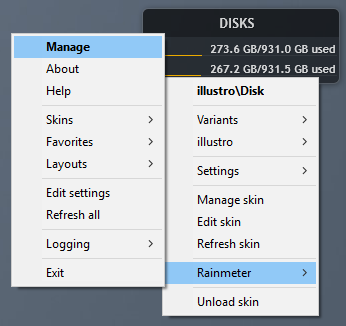 DISKS
273.6 GB/931.0 GB used
267.2 GB/931.5 GB used
illustro\Disk
Variants
illustro
Settings
Manage skin
Edit skin
Refresh skin
Rainmeter
Unload skin
Manage
About
Help
Skins
Favorites
Layouts
Edit settings
Refresh all
Logging
Exit